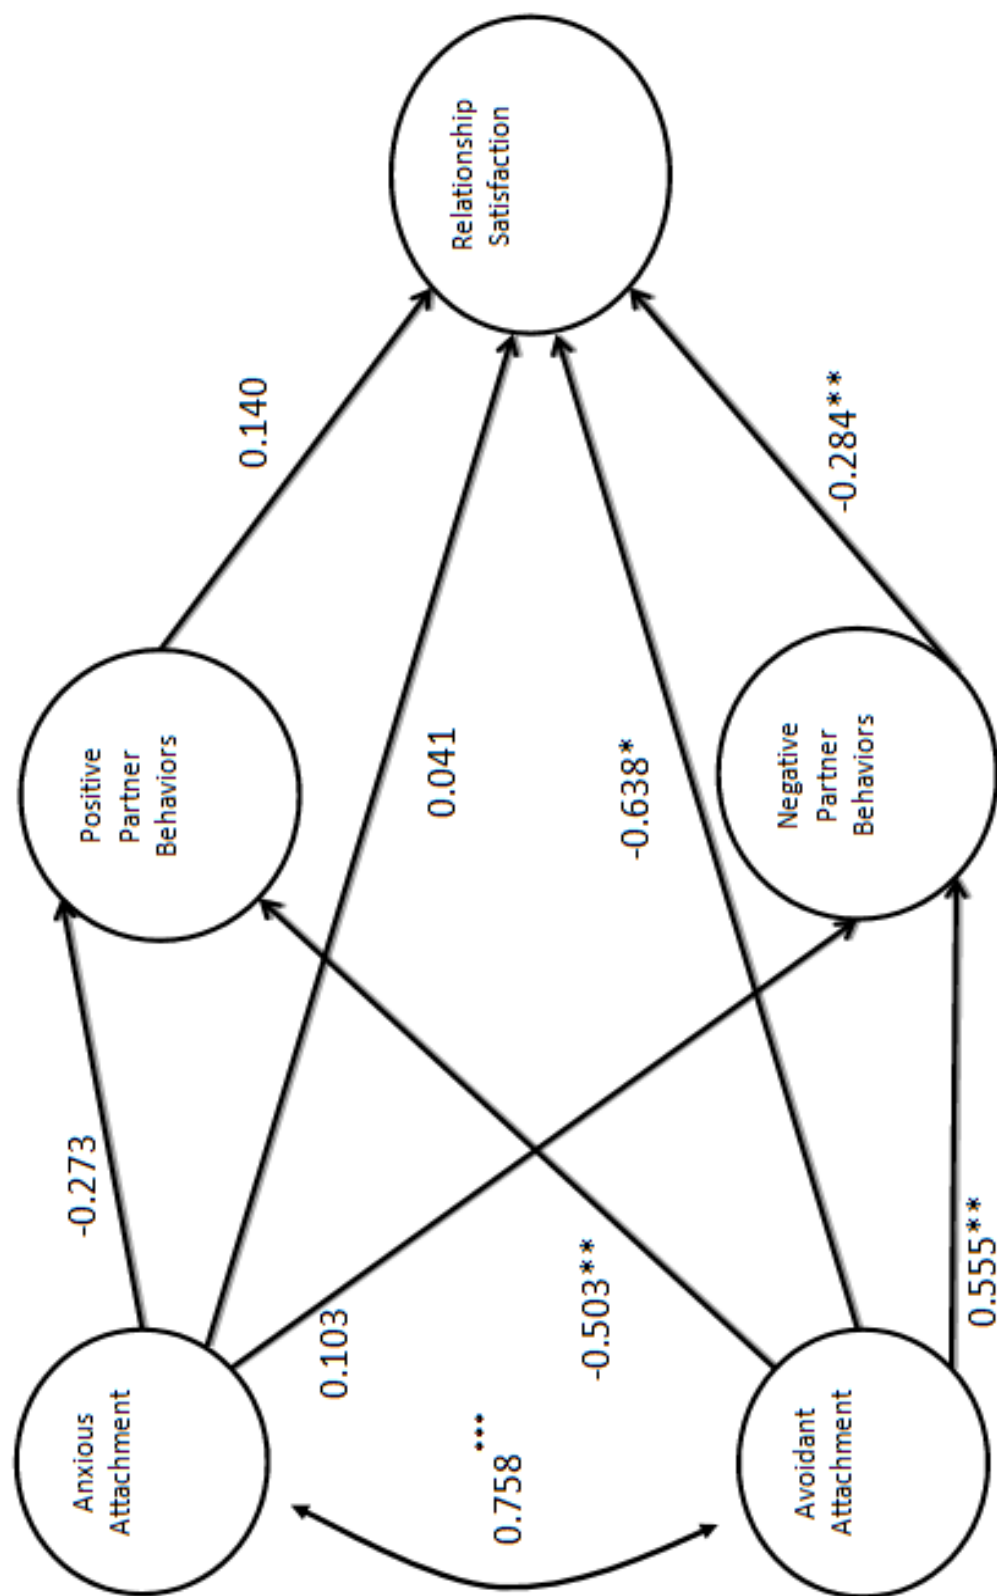 Anxious
Attachment
-0.273
Positive
Partner
Behaviors
0.140
Relationship
Satisfaction
0.041
0.103
0.758
***
-0.503**
-0.638*
Avoidant
Attachment
0.555**
Negative
Partner
Behaviors
-0.284**